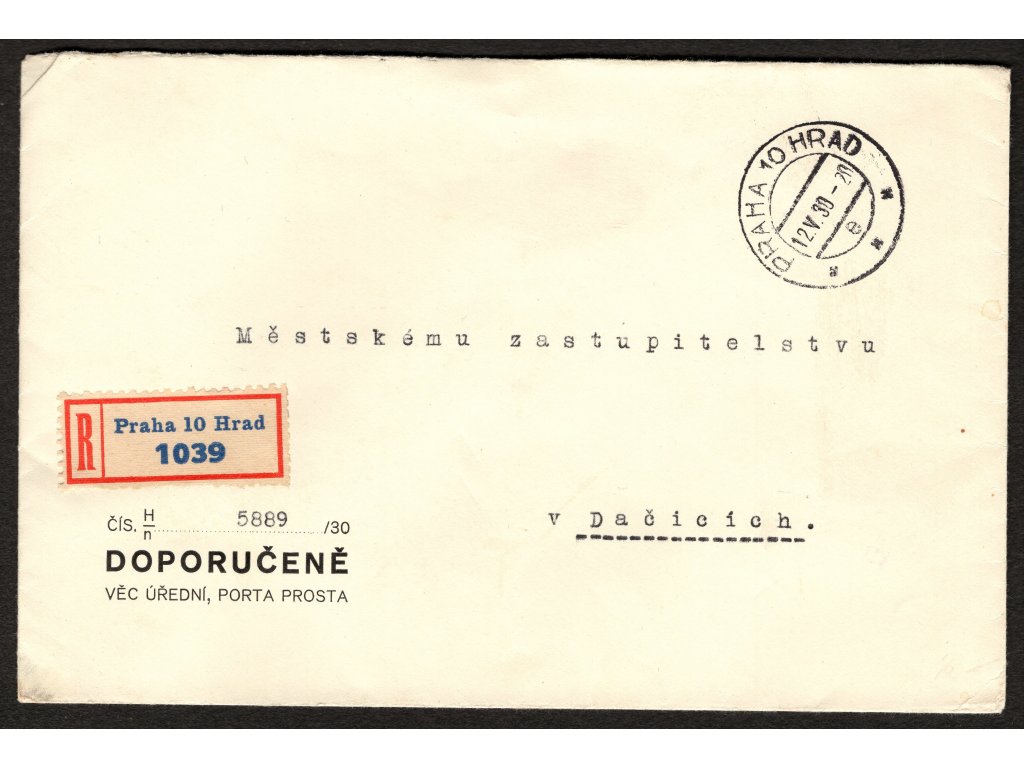 PRAHA 10 HRAD
12.V.30-20
e
Městskému zastupitelstvu
R Praha 10 Hrad
1039
ČÍS. H/n 5889 /30
v Dačicích.
DOPORUČENĚ
VĚC ÚŘEDNÍ, PORTA PROSTA